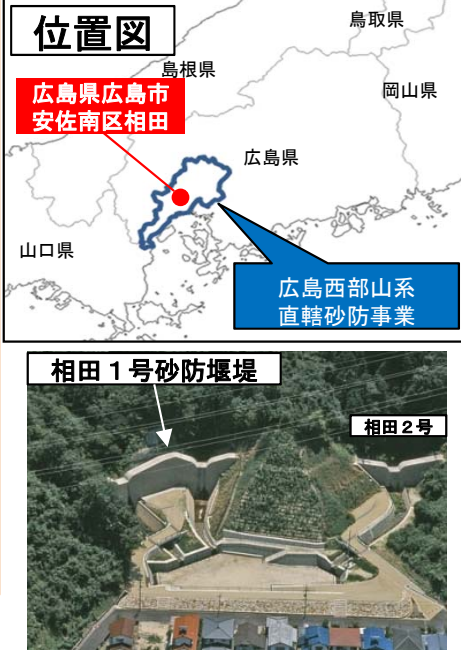 位置図
鳥取県
島根県
広島県広島市
安佐南区相田
岡山県
広島県
山口県
広島西部山系
直轄砂防事業
相田１号砂防堰堤
相田２号